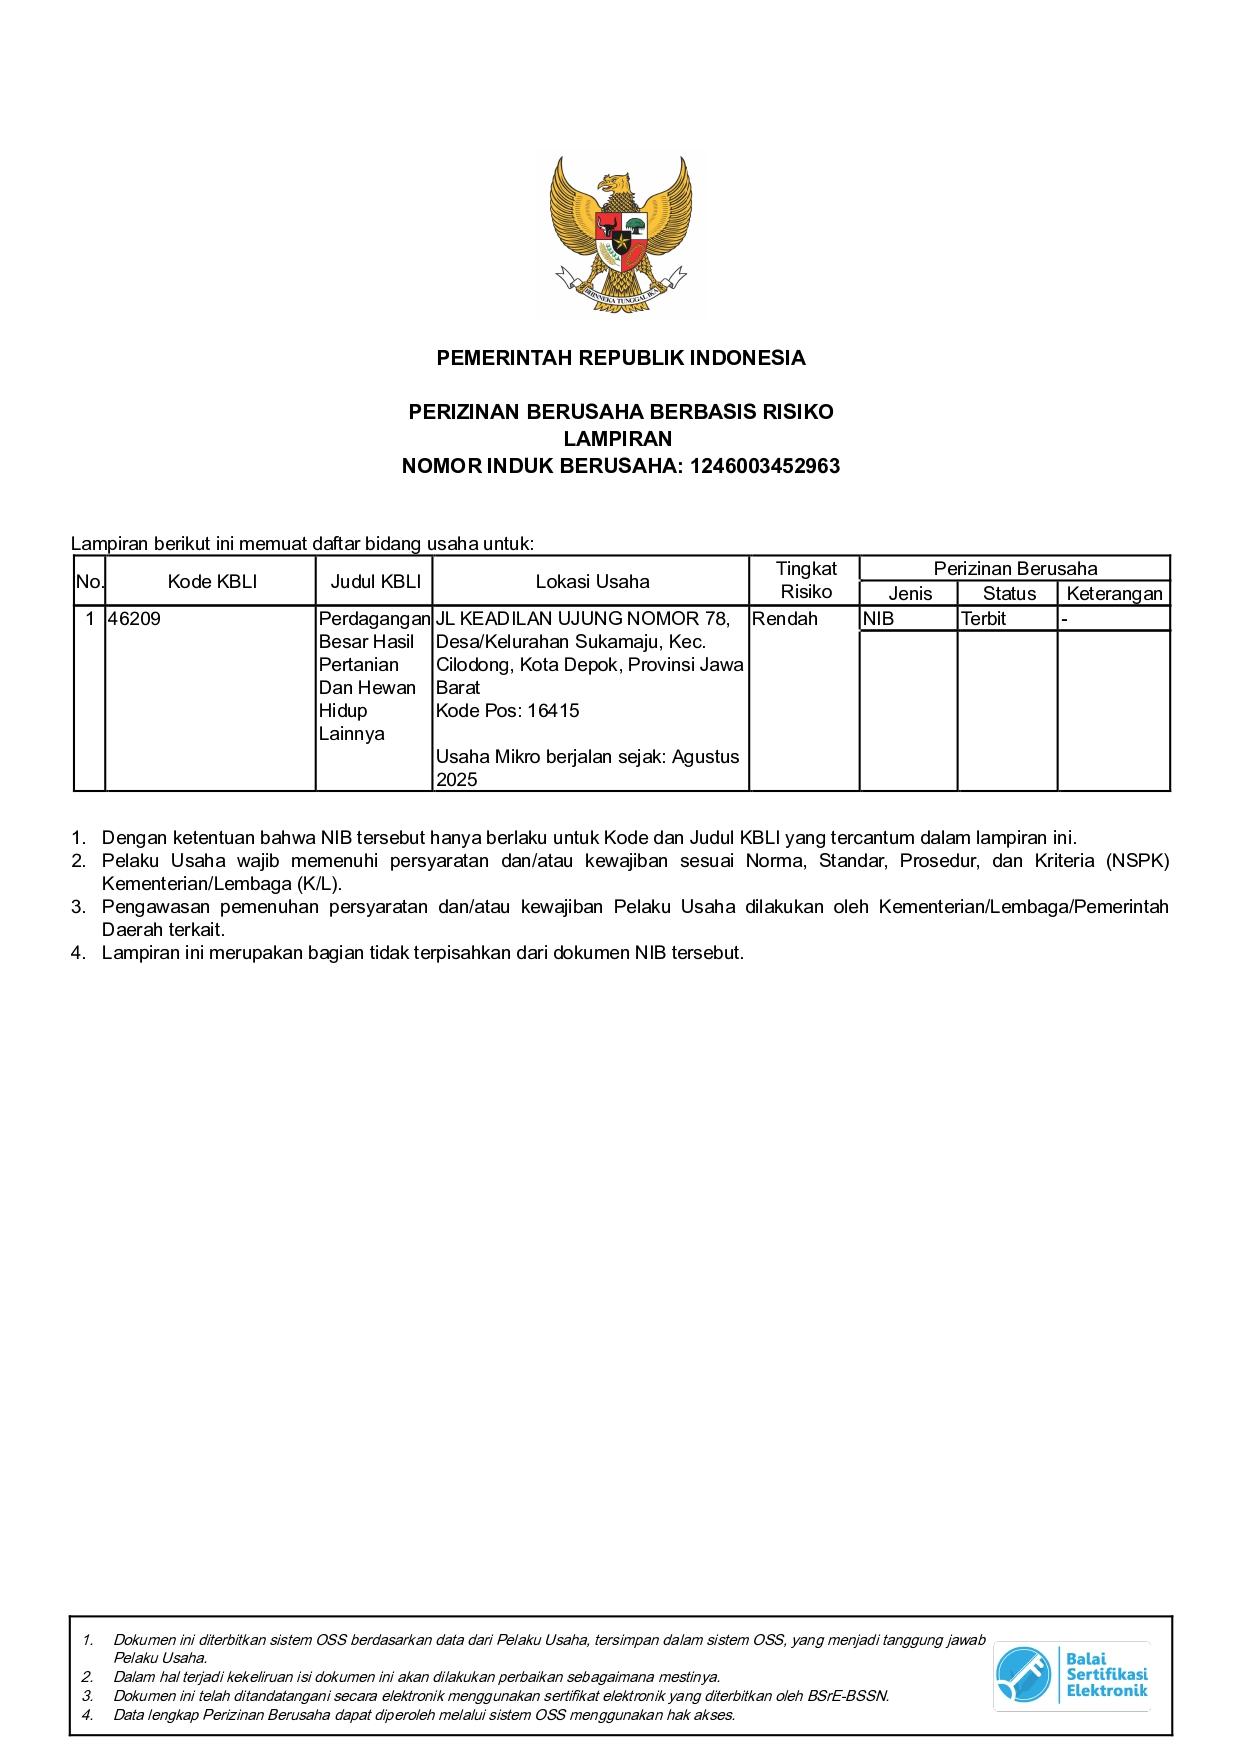 BHINNEKA TUNGGAL IKA
PEMERINTAH REPUBLIK INDONESIA
PERIZINAN BERUSAHA BERBASIS RISIKO
LAMPIRAN
NOMOR INDUK BERUSAHA: 1246003452963
Lampiran berikut ini memuat daftar bidang usaha untuk:
No. Kode KBLI Judul KBLI Lokasi Usaha Tingkat Risiko Perizinan Berusaha
Jenis Status Keterangan
1 46209 Perdagangan JL KEADILAN UJUNG NOMOR 78, Rendah NIB Terbit -
Besar Hasil Desa/Kelurahan Sukamaju, Kec.
Pertanian Cilodong, Kota Depok, Provinsi Jawa
Dan Hewan Barat
Hidup Kode Pos: 16415
Lainnya
Usaha Mikro berjalan sejak: Agustus
2025
1. Dengan ketentuan bahwa NIB tersebut hanya berlaku untuk Kode dan Judul KBLI yang tercantum dalam lampiran ini.
2. Pelaku Usaha wajib memenuhi persyaratan dan/atau kewajiban sesuai Norma, Standar, Prosedur, dan Kriteria (NSPK)
Kementerian/Lembaga (K/L).
3. Pengawasan pemenuhan persyaratan dan/atau kewajiban Pelaku Usaha dilakukan oleh Kementerian/Lembaga/Pemerintah
Daerah terkait.
4. Lampiran ini merupakan bagian tidak terpisahkan dari dokumen NIB tersebut.
1. Dokumen ini diterbitkan sistem OSS berdasarkan data dari Pelaku Usaha, tersimpan dalam sistem OSS, yang menjadi tanggung jawab
Pelaku Usaha.
2. Dalam hal terjadi kekeliruan isi dokumen ini akan dilakukan perbaikan sebagaimana mestinya.
3. Dokumen ini telah ditandatangani secara elektronik menggunakan sertifikat elektronik yang diterbitkan oleh BSrE-BSSN.
4. Data lengkap Perizinan Berusaha dapat diperoleh melalui sistem OSS menggunakan hak akses.
Balai
Sertifikasi
Elektronik